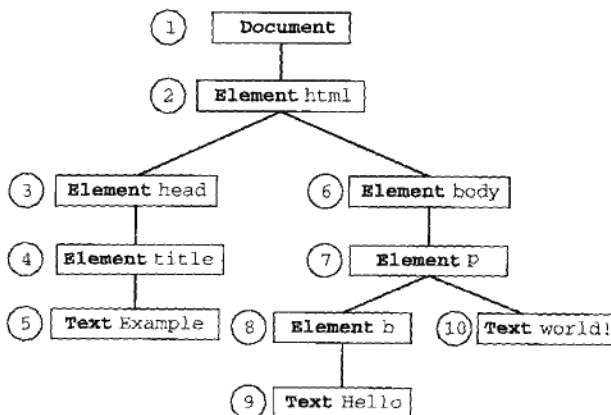 1 Document
2 Element html
3 Element head
6 Element body
4 Element title
7 Element p
5 Text Example
8 Element b
10 Text world!
9 Text Hello